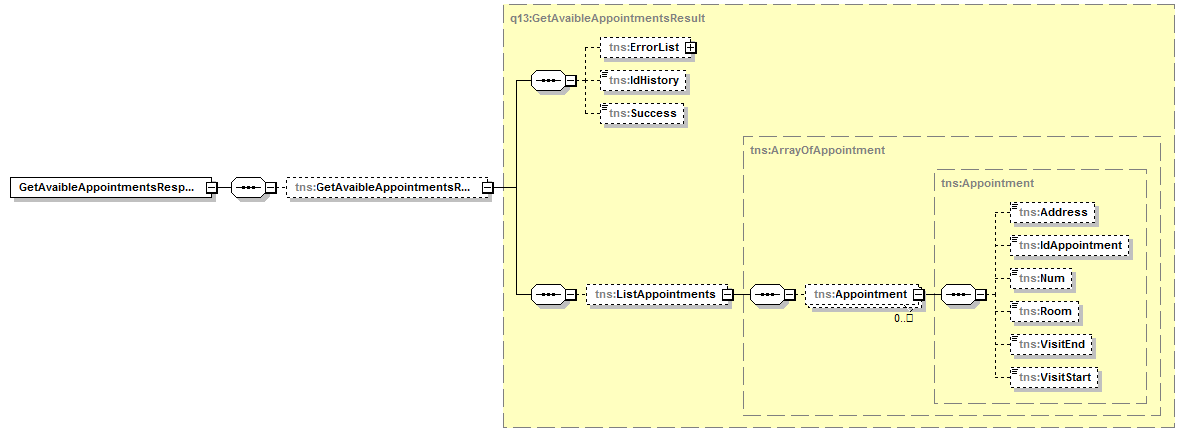 q13:GetAvaibleAppointmentsResult
tns:ErrorList
tns:IdHistory
tns:Success
tns:ArrayOfAppointment
GetAvaibleAppointmentsResp...
tns:GetAvaibleAppointmentsR...
tns:Appointment
tns:Address
tns:IdAppointment
tns:Num
tns:ListAppointments
tns:Appointment
0..□
tns:Room
tns:VisitEnd
tns:VisitStart